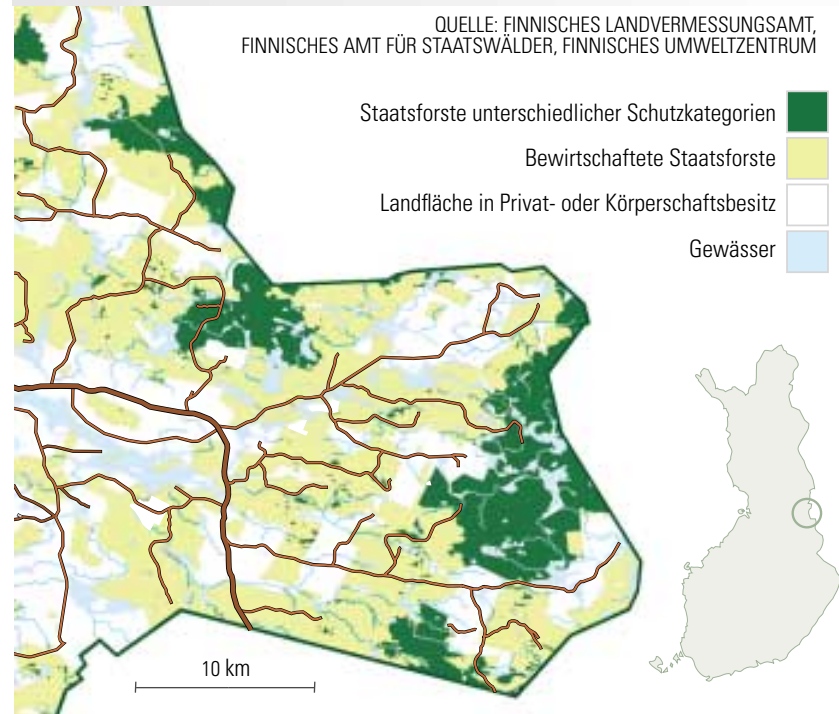 QUELLE: FINNISCHES LANDVERMESSUNGSAMT,
FINNISCHES AMT FÜR STAATSWÄLDER, FINNISCHES UMWELTZENTRUM
Staatsforste unterschiedlicher Schutzkategorien
Bewirtschaftete Staatsforste
Landfläche in Privat- oder Körperschaftsbesitz
Gewässer
10 km